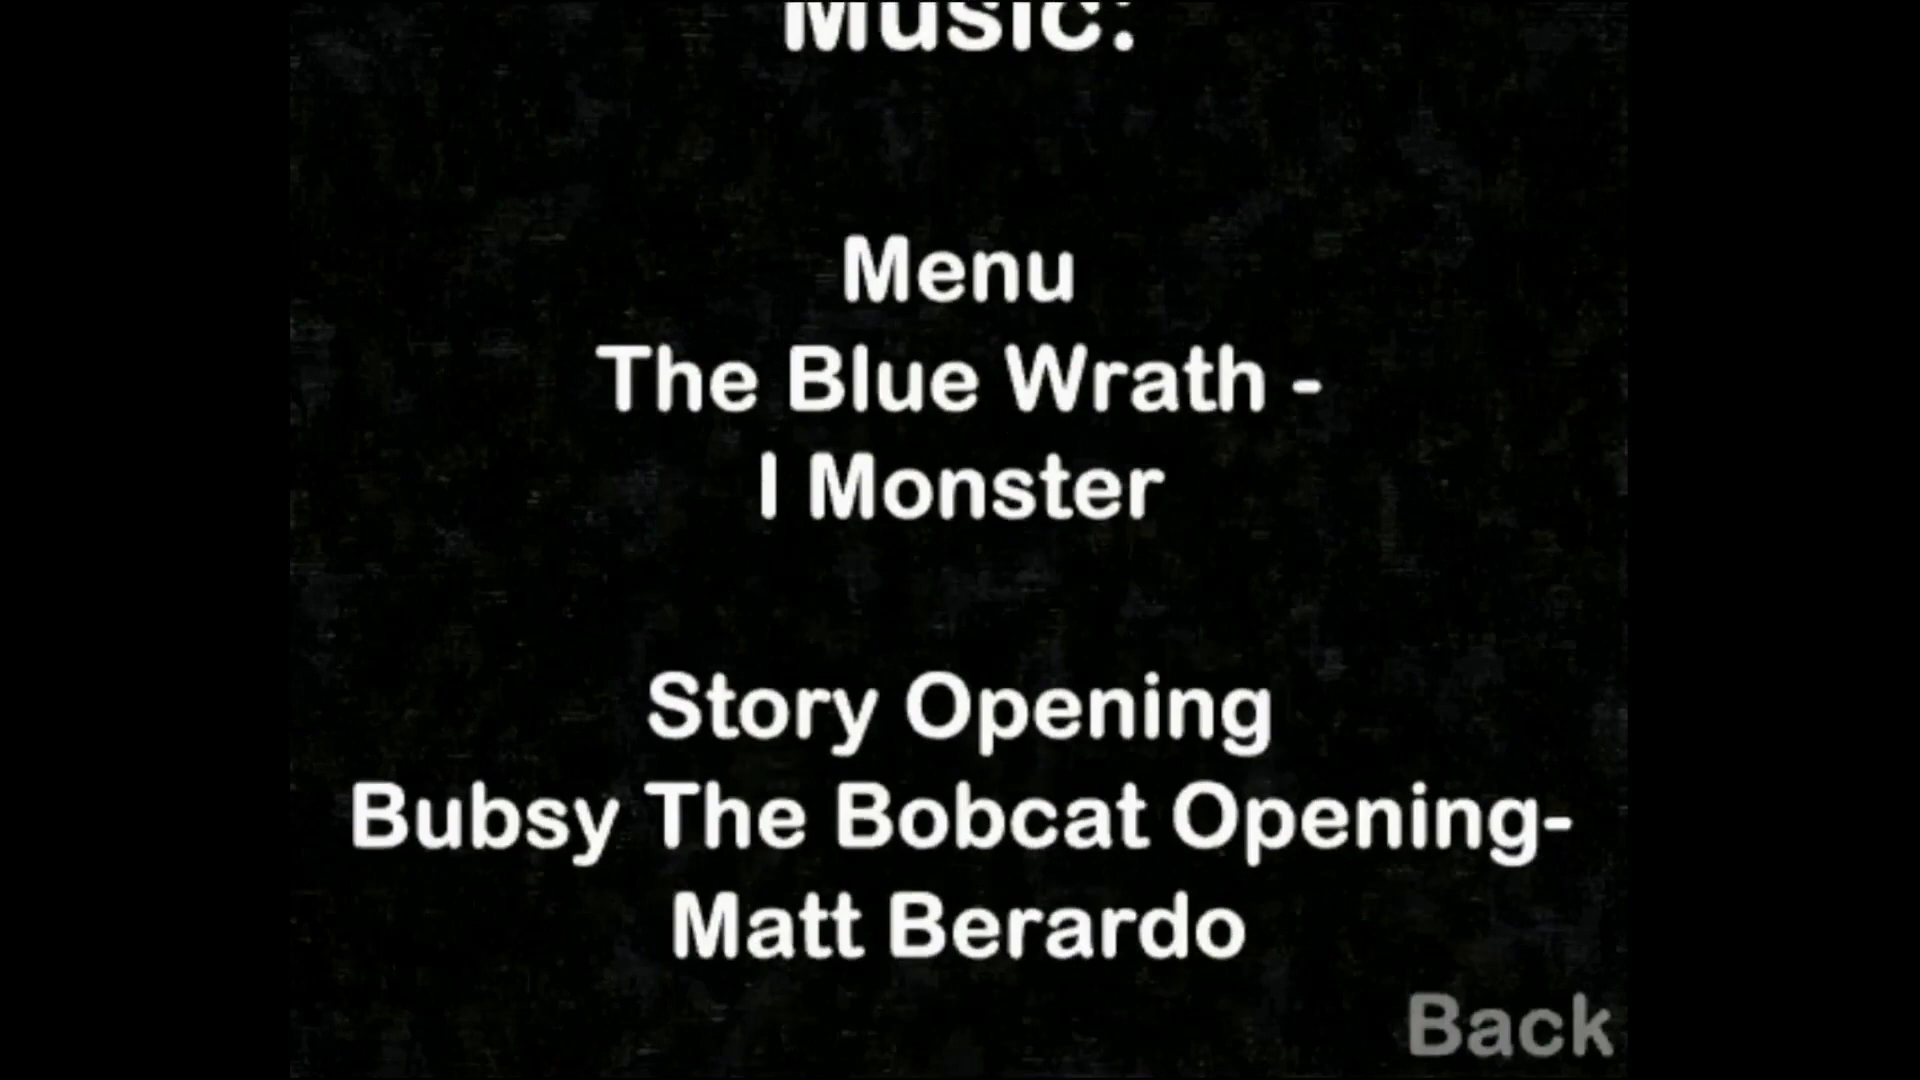 Music:
Menu
The Blue Wrath -
I Monster
Story Opening
Bubsy The Bobcat Opening-
Matt Berardo
Back